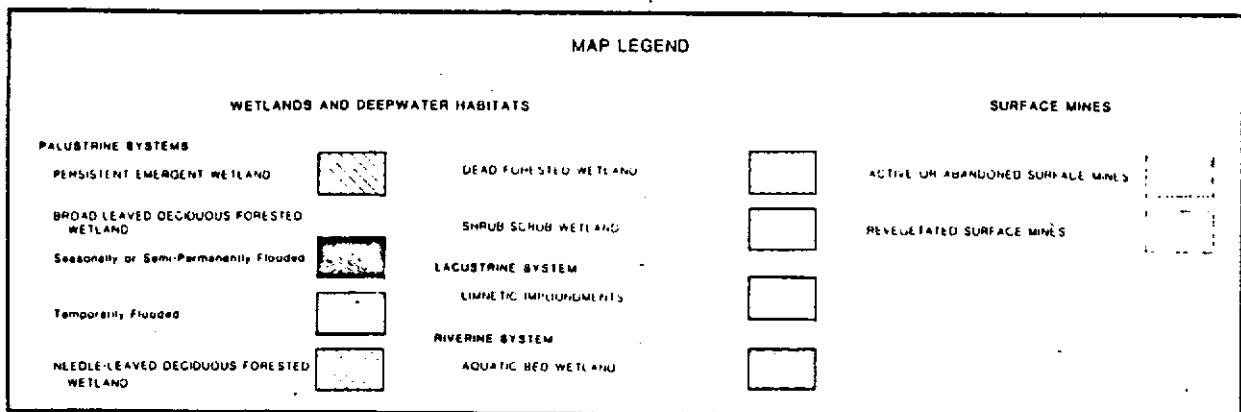 MAP LEGEND
WETLANDS AND DEEPWATER HABITATS
PALUSTRINE SYSTEMS
PERSISTENT EMERGENT WETLAND
BROAD LEAVED DECIDUOUS FORESTED
WETLAND
Seasonally or Semi-Permanently Flooded
Temporarily Flooded
NEEDLE-LEAVED DECIDUOUS FORESTED
WETLAND
DEAD FORESTED WETLAND
SHRUB SCRUB WETLAND
LACUSTRINE SYSTEM
LIMNETIC IMPOUNDMENTS
RIVERINE SYSTEM
AQUATIC BED WETLAND
SURFACE MINES
ACTIVE OR ABANDONED SURFACE MINES
REVEGETATED SURFACE MINES